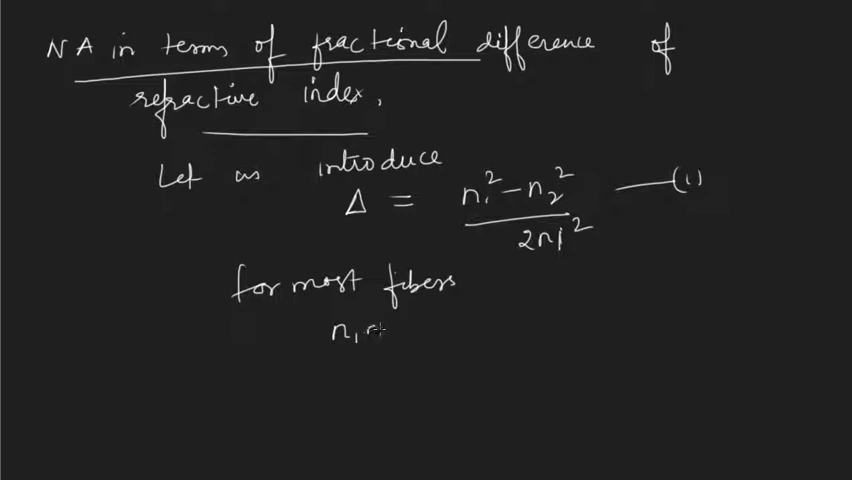 NA in terms of fractional difference of
refractive index,
Let us introduce
Δ = n₁² - n₂² / 2n1² —(1)
for most fibers
n₁